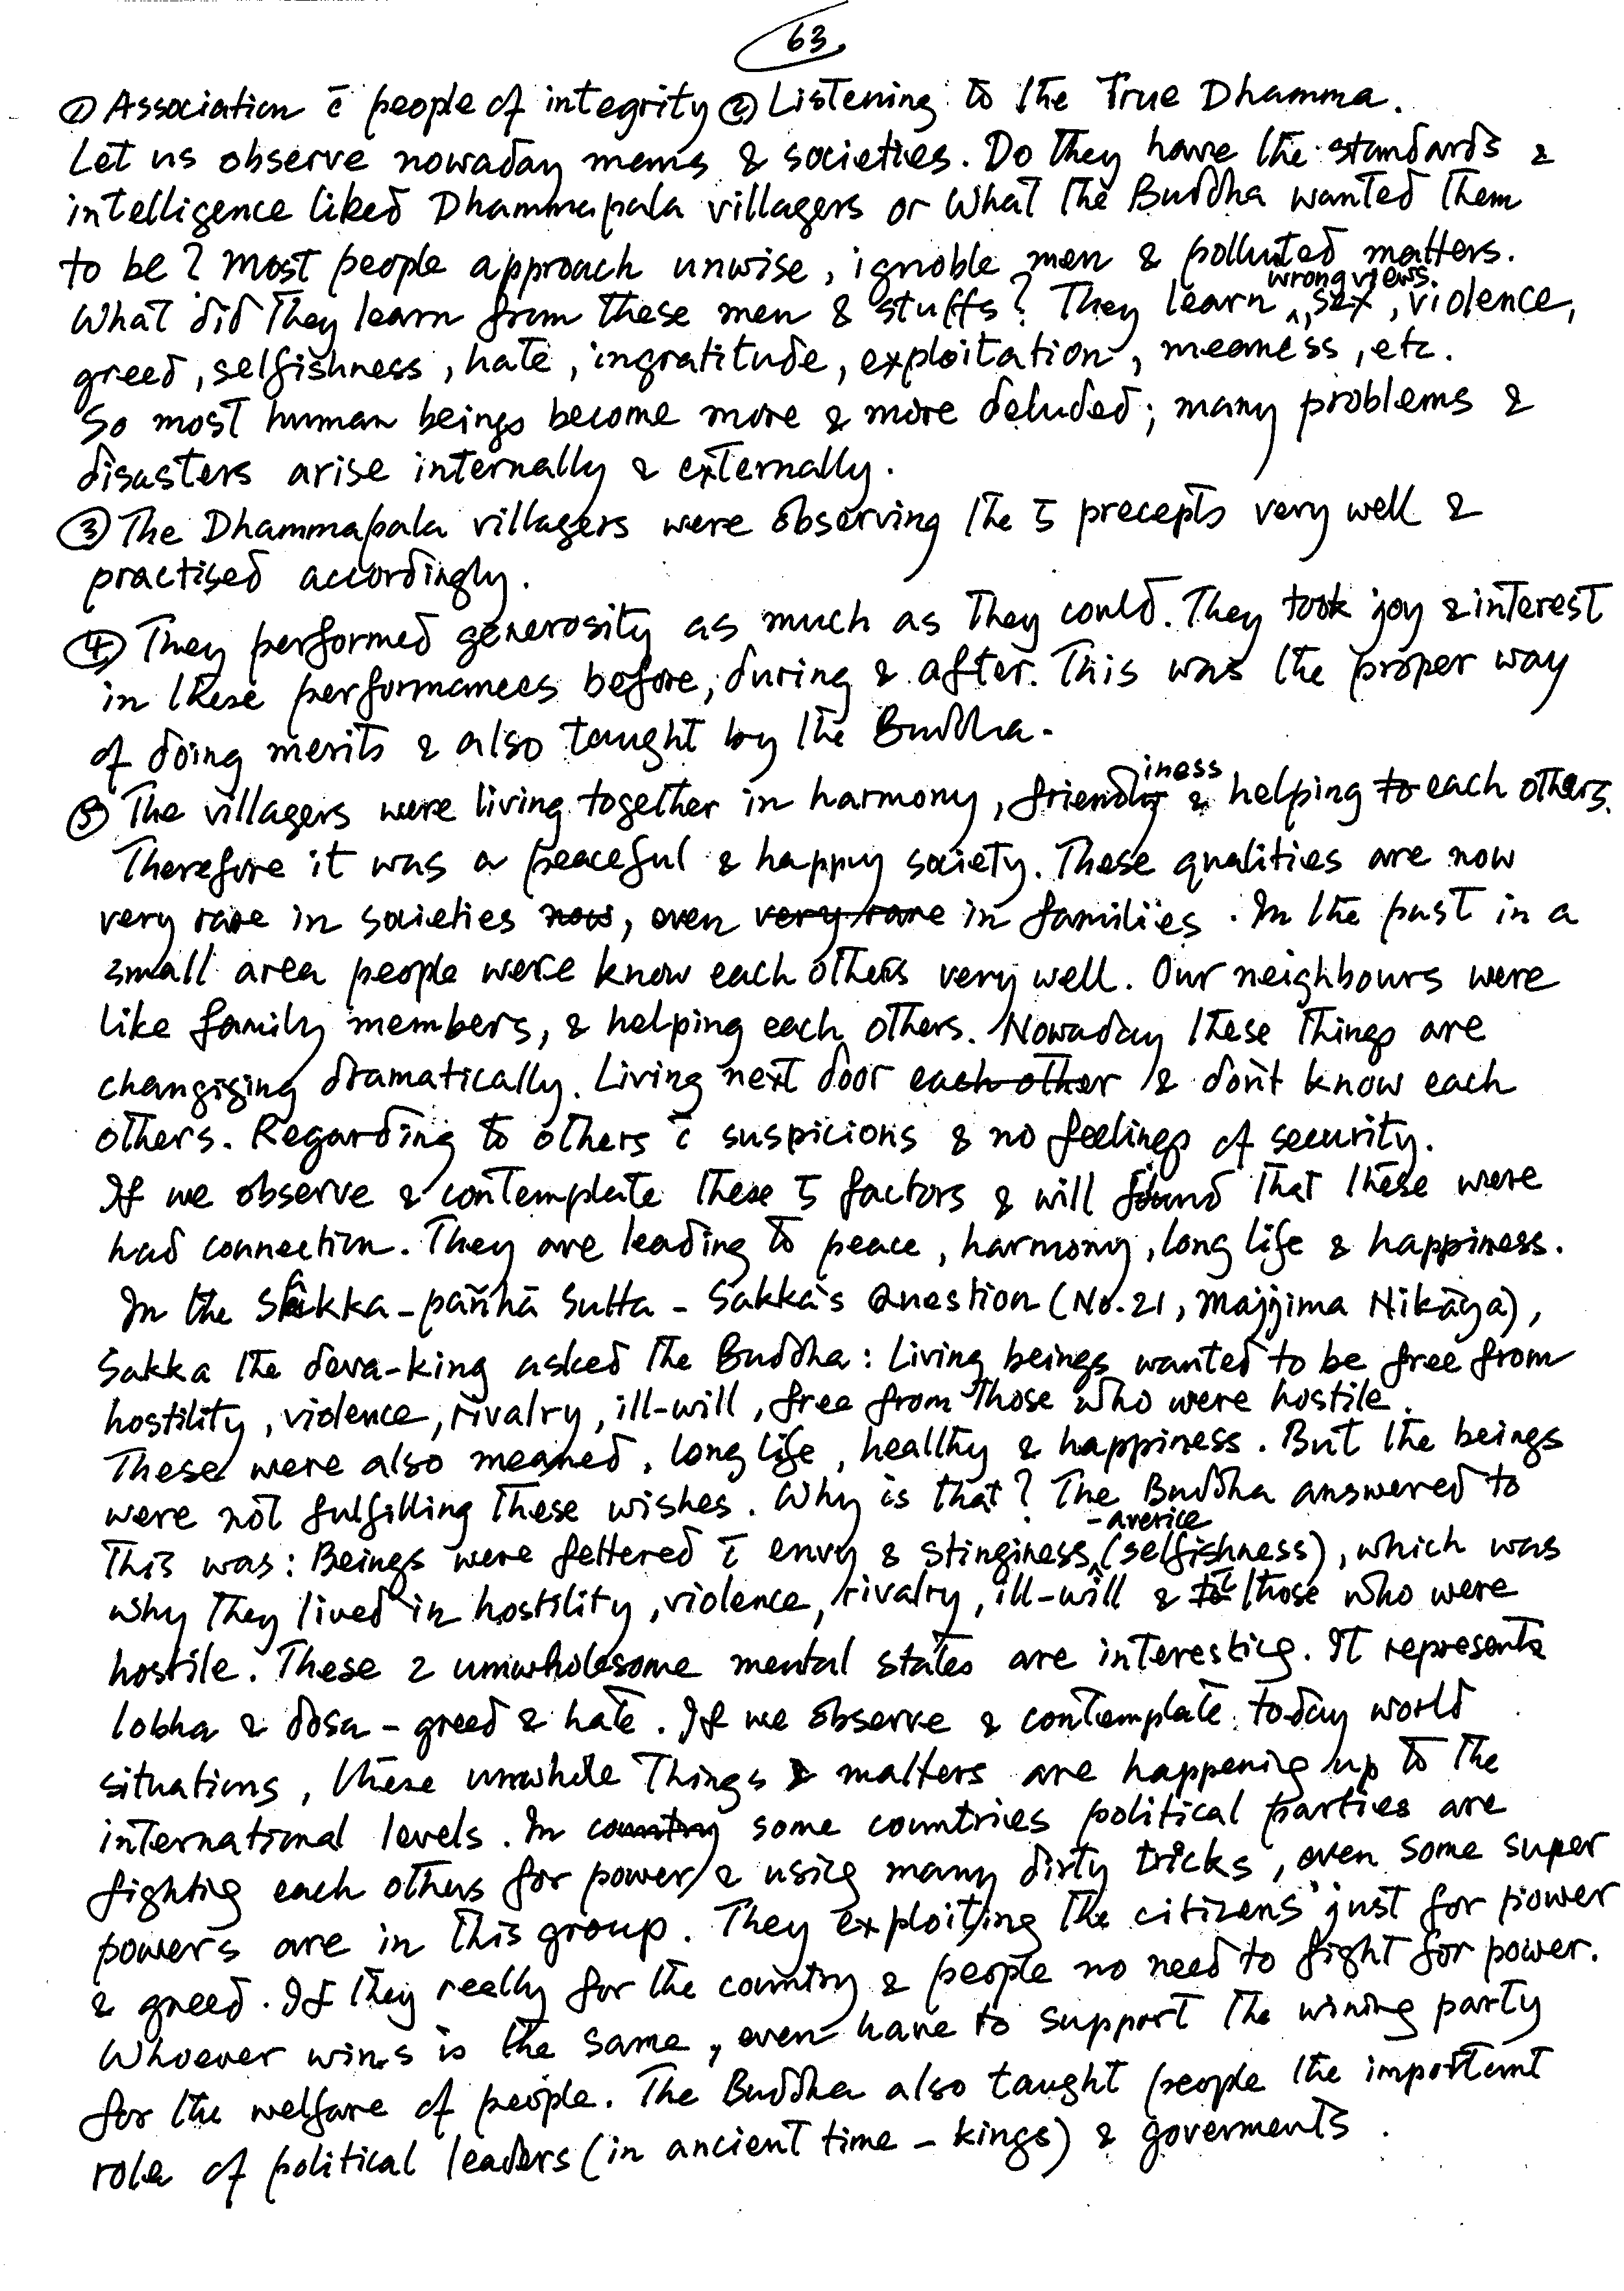 63
① Association c̄ people of integrity ② Listening to the True Dhamma.
Let us observe nowaday mems & societies. Do they have the standards &
intelligence liked Dhammapala villagers or what the Buddha wanted them
to be? Most people approach unwise, ignoble men & polluted matters.
What did they learn from these men & stuffs? They learn wrong views, sex, violence,
greed, selfishness, hate, ingratitude, exploitation, meaness, etc.
So most human beings become more & more deluded; many problems &
disasters arise internally & externally.
③ The Dhammapala villagers were observing the 5 precepts very well &
practised accordingly.
④ They performed generosity as much as they could. They took joy & interest
in these performances before, during & after. This was the proper way
of doing merits & also taught by the Buddha.
⑤ The villagers were living together in harmony, friendliness & helping to each others.
Therefore it was a peaceful & happy society. These qualities are now
very rare in societies now, even very rare in families. In the past in a
small area people were know each others very well. Our neighbours were
like family members, & helping each others. Nowaday these things are
changiging dramatically. Living next door each other & don't know each
others. Regarding to others c̄ suspicions & no feelings of security.
If we observe & contemplate these 5 factors & will found that these were
had connection. They are leading to peace, harmony, long life & happiness.
In the Sakka-pañhā Sutta - Sakka's Question (No. 21, Majjima Nikāya),
Sakka the deva-king asked the Buddha: Living beings wanted to be free from
hostility, violence, rivalry, ill-will, free from those who were hostile.
These were also meaned, long life, healthy & happiness. But the beings
were not fulfilling these wishes. Why is that? The Buddha answered to
this was: Beings were fettered c̄ envy & stinginess -averice (selfishness), which was
why they lived in hostility, violence, rivalry, ill-will & c̄ those who were
hostile. These 2 unwholesome mental states are interesting. It represents
lobha & dosa - greed & hate. If we observe & contemplate today world
situations, these unwhole things & matters are happening up to the
international levels. In country some countries political parties are
fighting each others for power & using many dirty tricks, even some super
powers are in this group. They exploiting the citizens just for power
& greed. If they really for the country & people no need to fight for power.
Whoever wins is the same, even have to support the wining party
for the welfare of people. The Buddha also taught people the important
role of political leaders (in ancient time - kings) & goverments.